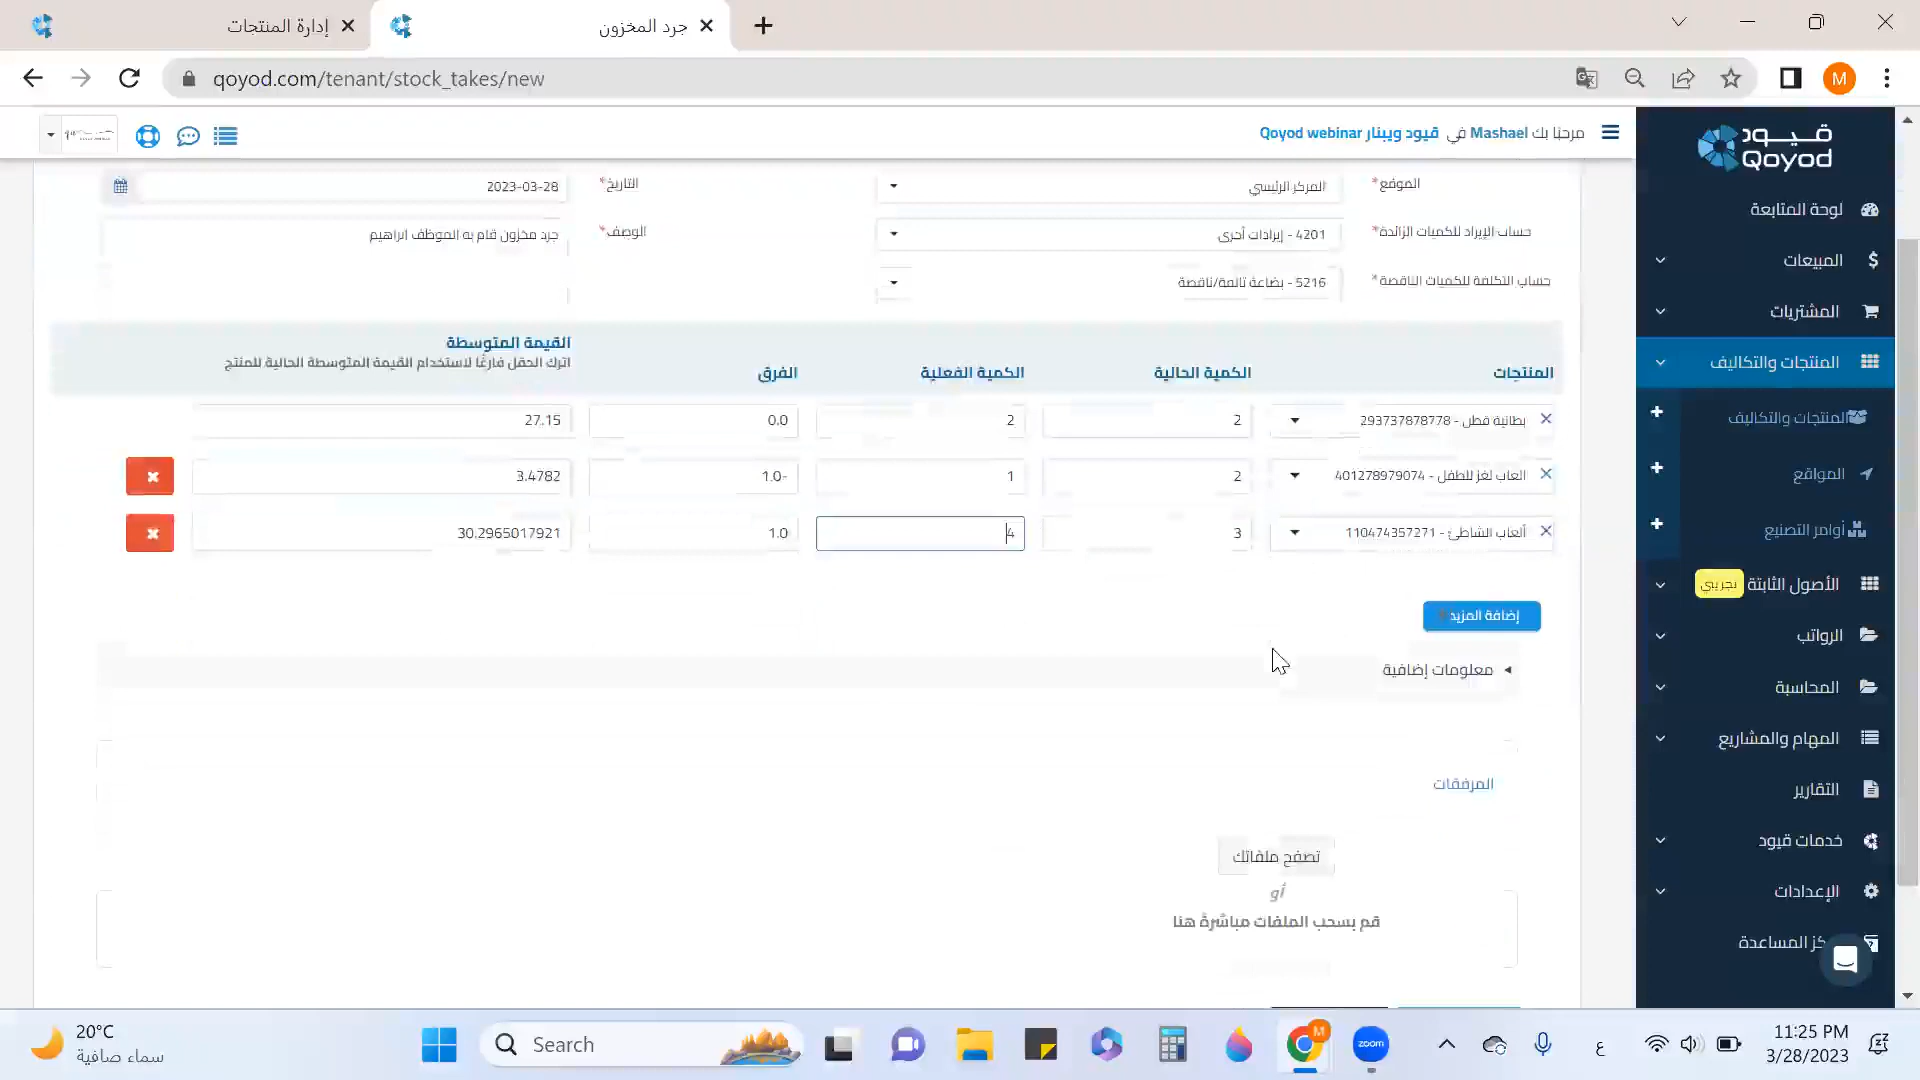 إدارة المنتجات
جرد المخزون
qoyod.com/tenant/stock_takes/new
M
مرحبًا بك Mashael في قيود ويبنار Qoyod webinar
قيود
Qoyod
الموقع*
المركز الرئيسي
التاريخ*
2023-03-28
حساب الإيراد للكميات الزائدة*
4201 - إيرادات أخرى
الوصف*
جرد مخزون قام به الموظف ابراهيم
حساب التكلفة للكميات الناقصة*
5216 - بضاعة تالفة/ناقصة
المنتجات
الكمية الحالية
الكمية الفعلية
الفرق
القيمة المتوسطة
اترك الحقل فارغًا لاستخدام القيمة المتوسطة الحالية للمنتج
بطانية قطن - 293737878778
2
2
0.0
27.15
ألعاب لغز للطفل - 401278979074
2
1
-1.0
3.4782
ألعاب الشاطئ - 110474357271
3
4
1.0
30.2965017921
إضافة المزيد
معلومات إضافية
المرفقات
تصفح ملفاتك
أو
قم بسحب الملفات مباشرة هنا
لوحة المتابعة
المبيعات
المشتريات
المنتجات والتكاليف
المنتجات والتكاليف
المواقع
أوامر التصنيع
الأصول الثابتة
تجريبي
الرواتب
المحاسبة
المهام والمشاريع
التقارير
خدمات قيود
الإعدادات
المساعدة
20°C
سماء صافية
Search
M
zoom
ع
11:25 PM
3/28/2023